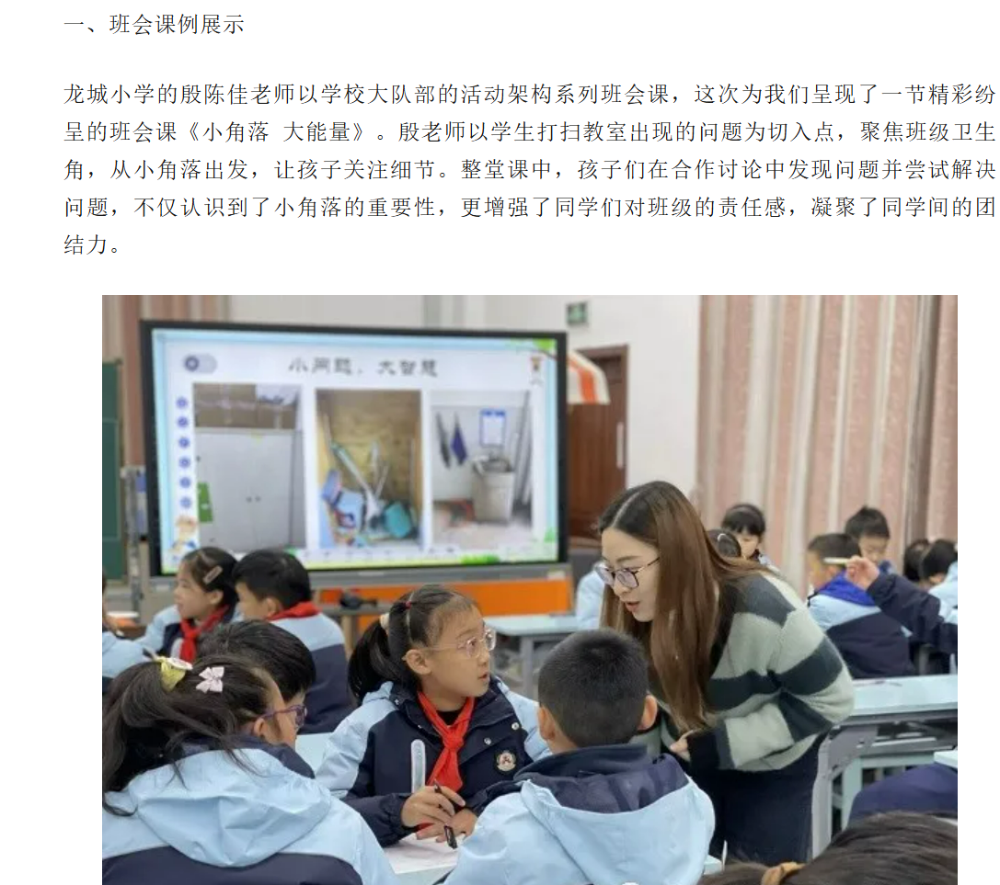 一、班会课例展示
龙城小学的殷陈佳老师以学校大队部的活动架构系列班会课，这次为我们呈现了一节精彩纷
呈的班会课《小角落 大能量》。殷老师以学生打扫教室出现的问题为切入点，聚焦班级卫生
角，从小角落出发，让孩子关注细节。整堂课中，孩子们在合作讨论中发现问题并尝试解决
问题，不仅认识到了小角落的重要性，更增强了同学们对班级的责任感，凝聚了同学间的团
结力。
小问题，大智慧